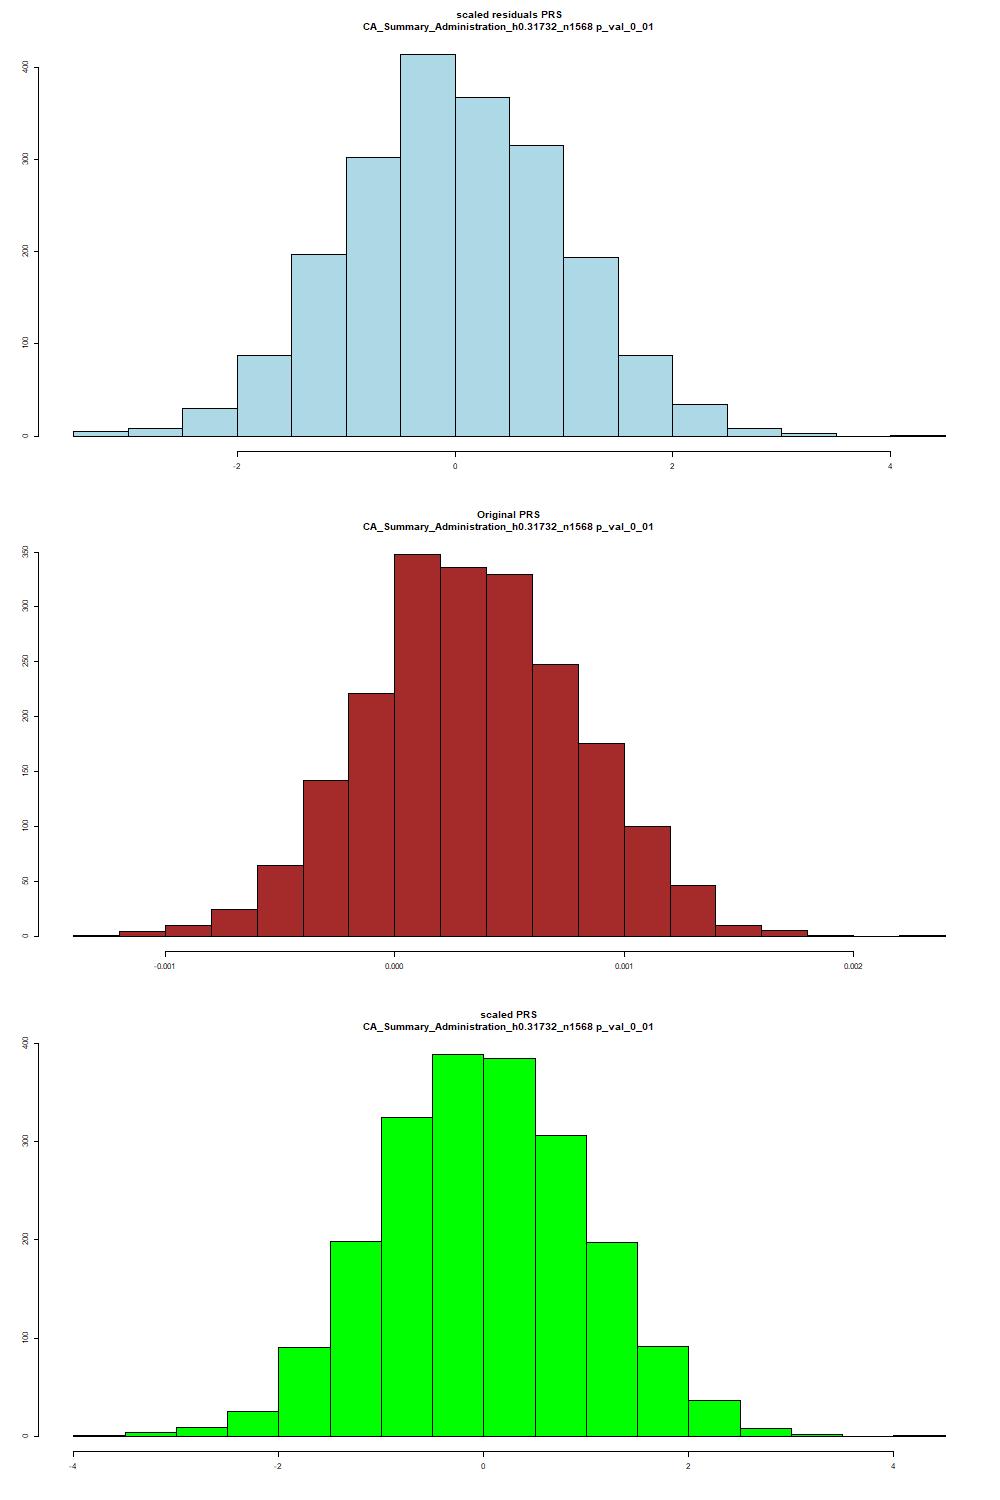 scaled residuals PRS
CA_Summary_Administration_h0.31732_n1568 p_val_0_01
400
300
200
100
0
-2 0 2 4
Original PRS
CA_Summary_Administration_h0.31732_n1568 p_val_0_01
350
300
250
200
150
100
50
0
-0.001 0.000 0.001 0.002
scaled PRS
CA_Summary_Administration_h0.31732_n1568 p_val_0_01
400
300
200
100
0
-4 -2 0 2 4